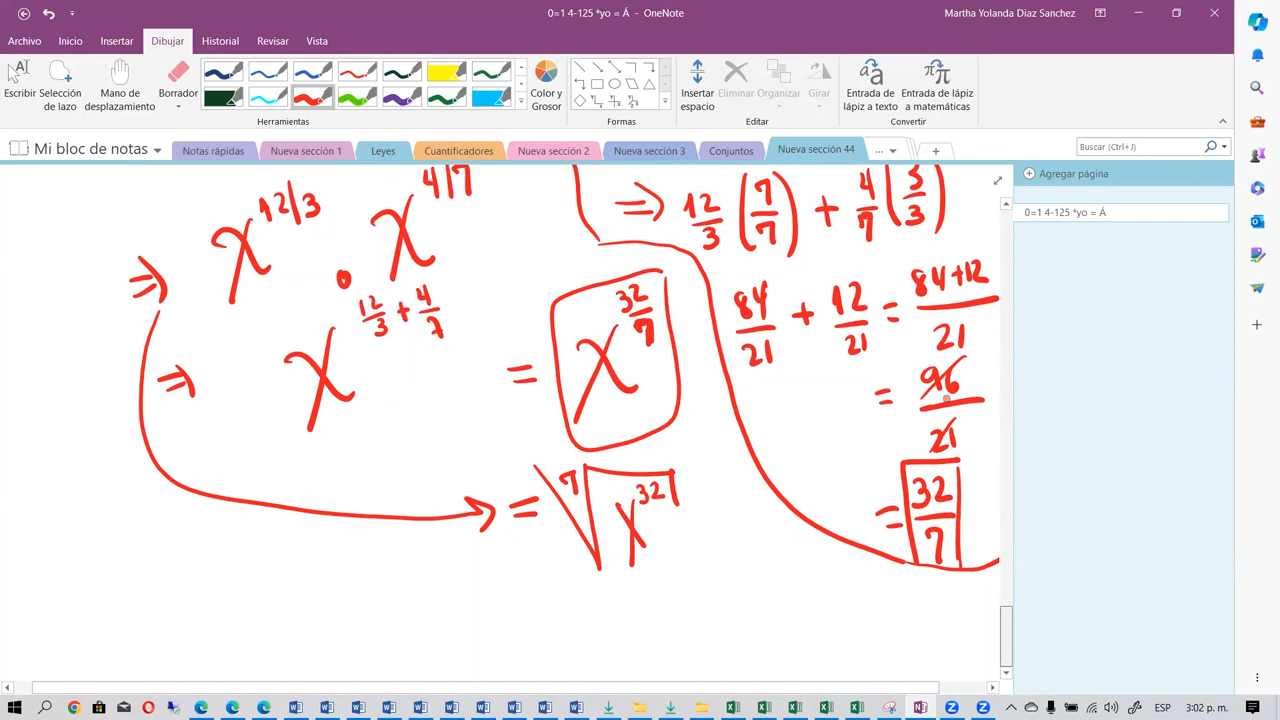 0=1 4-125 *yo = Á - OneNote
Martha Yolanda Diaz Sanchez
Archivo Inicio Insertar Dibujar Historial Revisar Vista
Escribir
Selección de lazo
Mano de desplazamiento
Borrador
Herramientas
Color y Grosor
Formas
Insertar espacio
Eliminar
Organizar
Girar
Editar
Entrada de lápiz a texto
Entrada de lápiz a matemáticas
Convertir
Mi bloc de notas
Notas rápidas
Nueva sección 1
Leyes
Cuantificadores
Nueva sección 2
Nueva sección 3
Conjuntos
Nueva sección 44
...
Buscar (Ctrl+J)
Agregar página
0=1 4-125 *yo = Á
⇒ x^12/3 · x^4/7
⇒ x^(12/3 + 4/7) = x^(32/7)
= ⁷√x^32
⇒ 12/3 (7/7) + 4/7 (3/3)
84/21 + 12/21 = (84+12)/21
= 96/21
= 32/7
ESP
3:02 p. m.